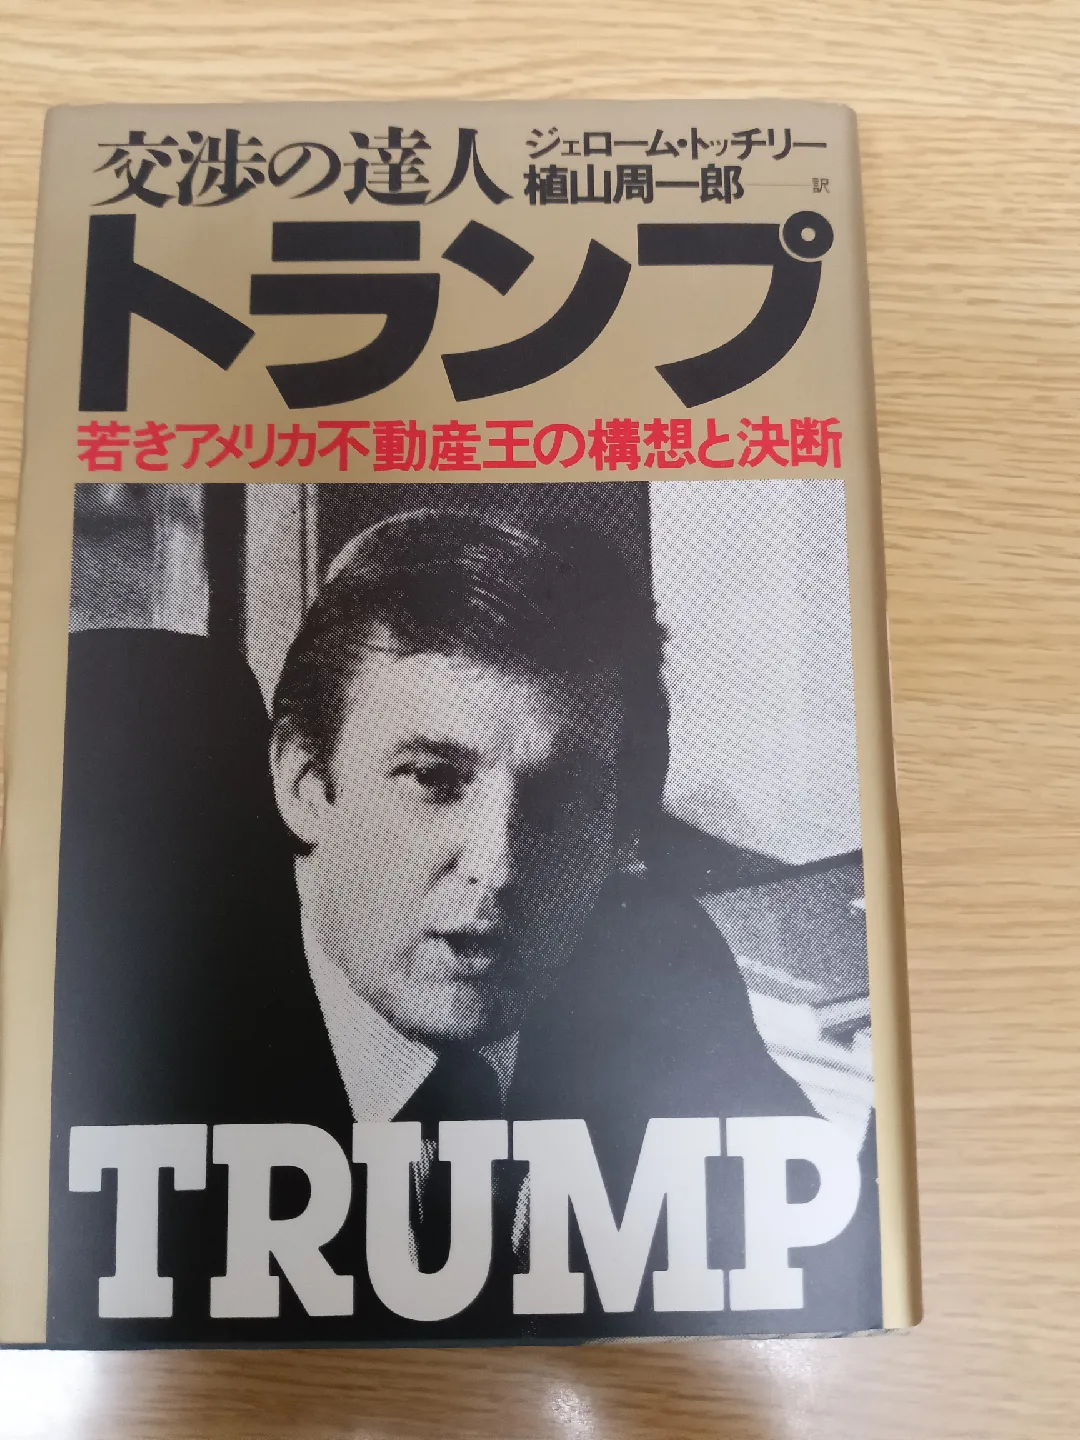 交渉の達人
ジェローム・トッチリー
植山周一郎――訳
トランプ
若きアメリカ不動産王の構想と決断
TRUMP